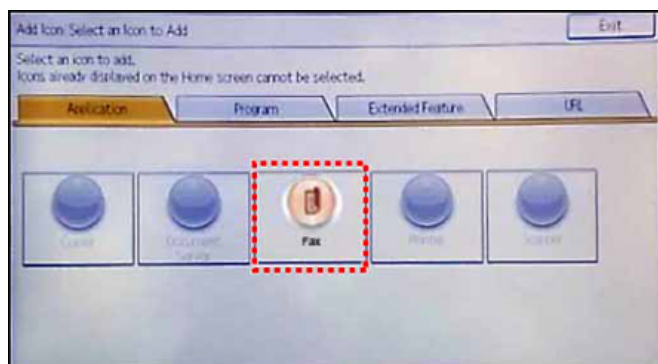 Add Icon: Select an Icon to Add
Exit
Select an icon to add.
Icons already displayed on the Home screen cannot be selected.
Application
Program
Extended Feature
URL
Copier
Document
Server
Fax
Printer
Scanner